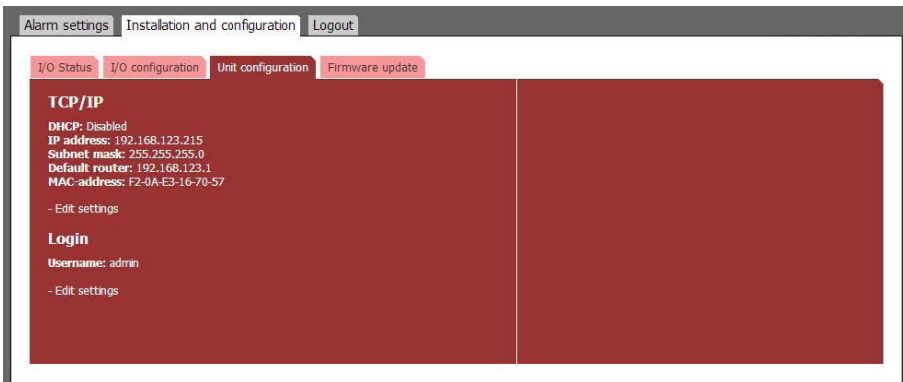 Alarm settings Installation and configuration Logout
I/O Status I/O configuration Unit configuration Firmware update
TCP/IP
DHCP: Disabled
IP address: 192.168.123.215
Subnet mask: 255.255.255.0
Default router: 192.168.123.1
MAC-address: F2-0A-E3-16-70-57
- Edit settings
Login
Username: admin
- Edit settings